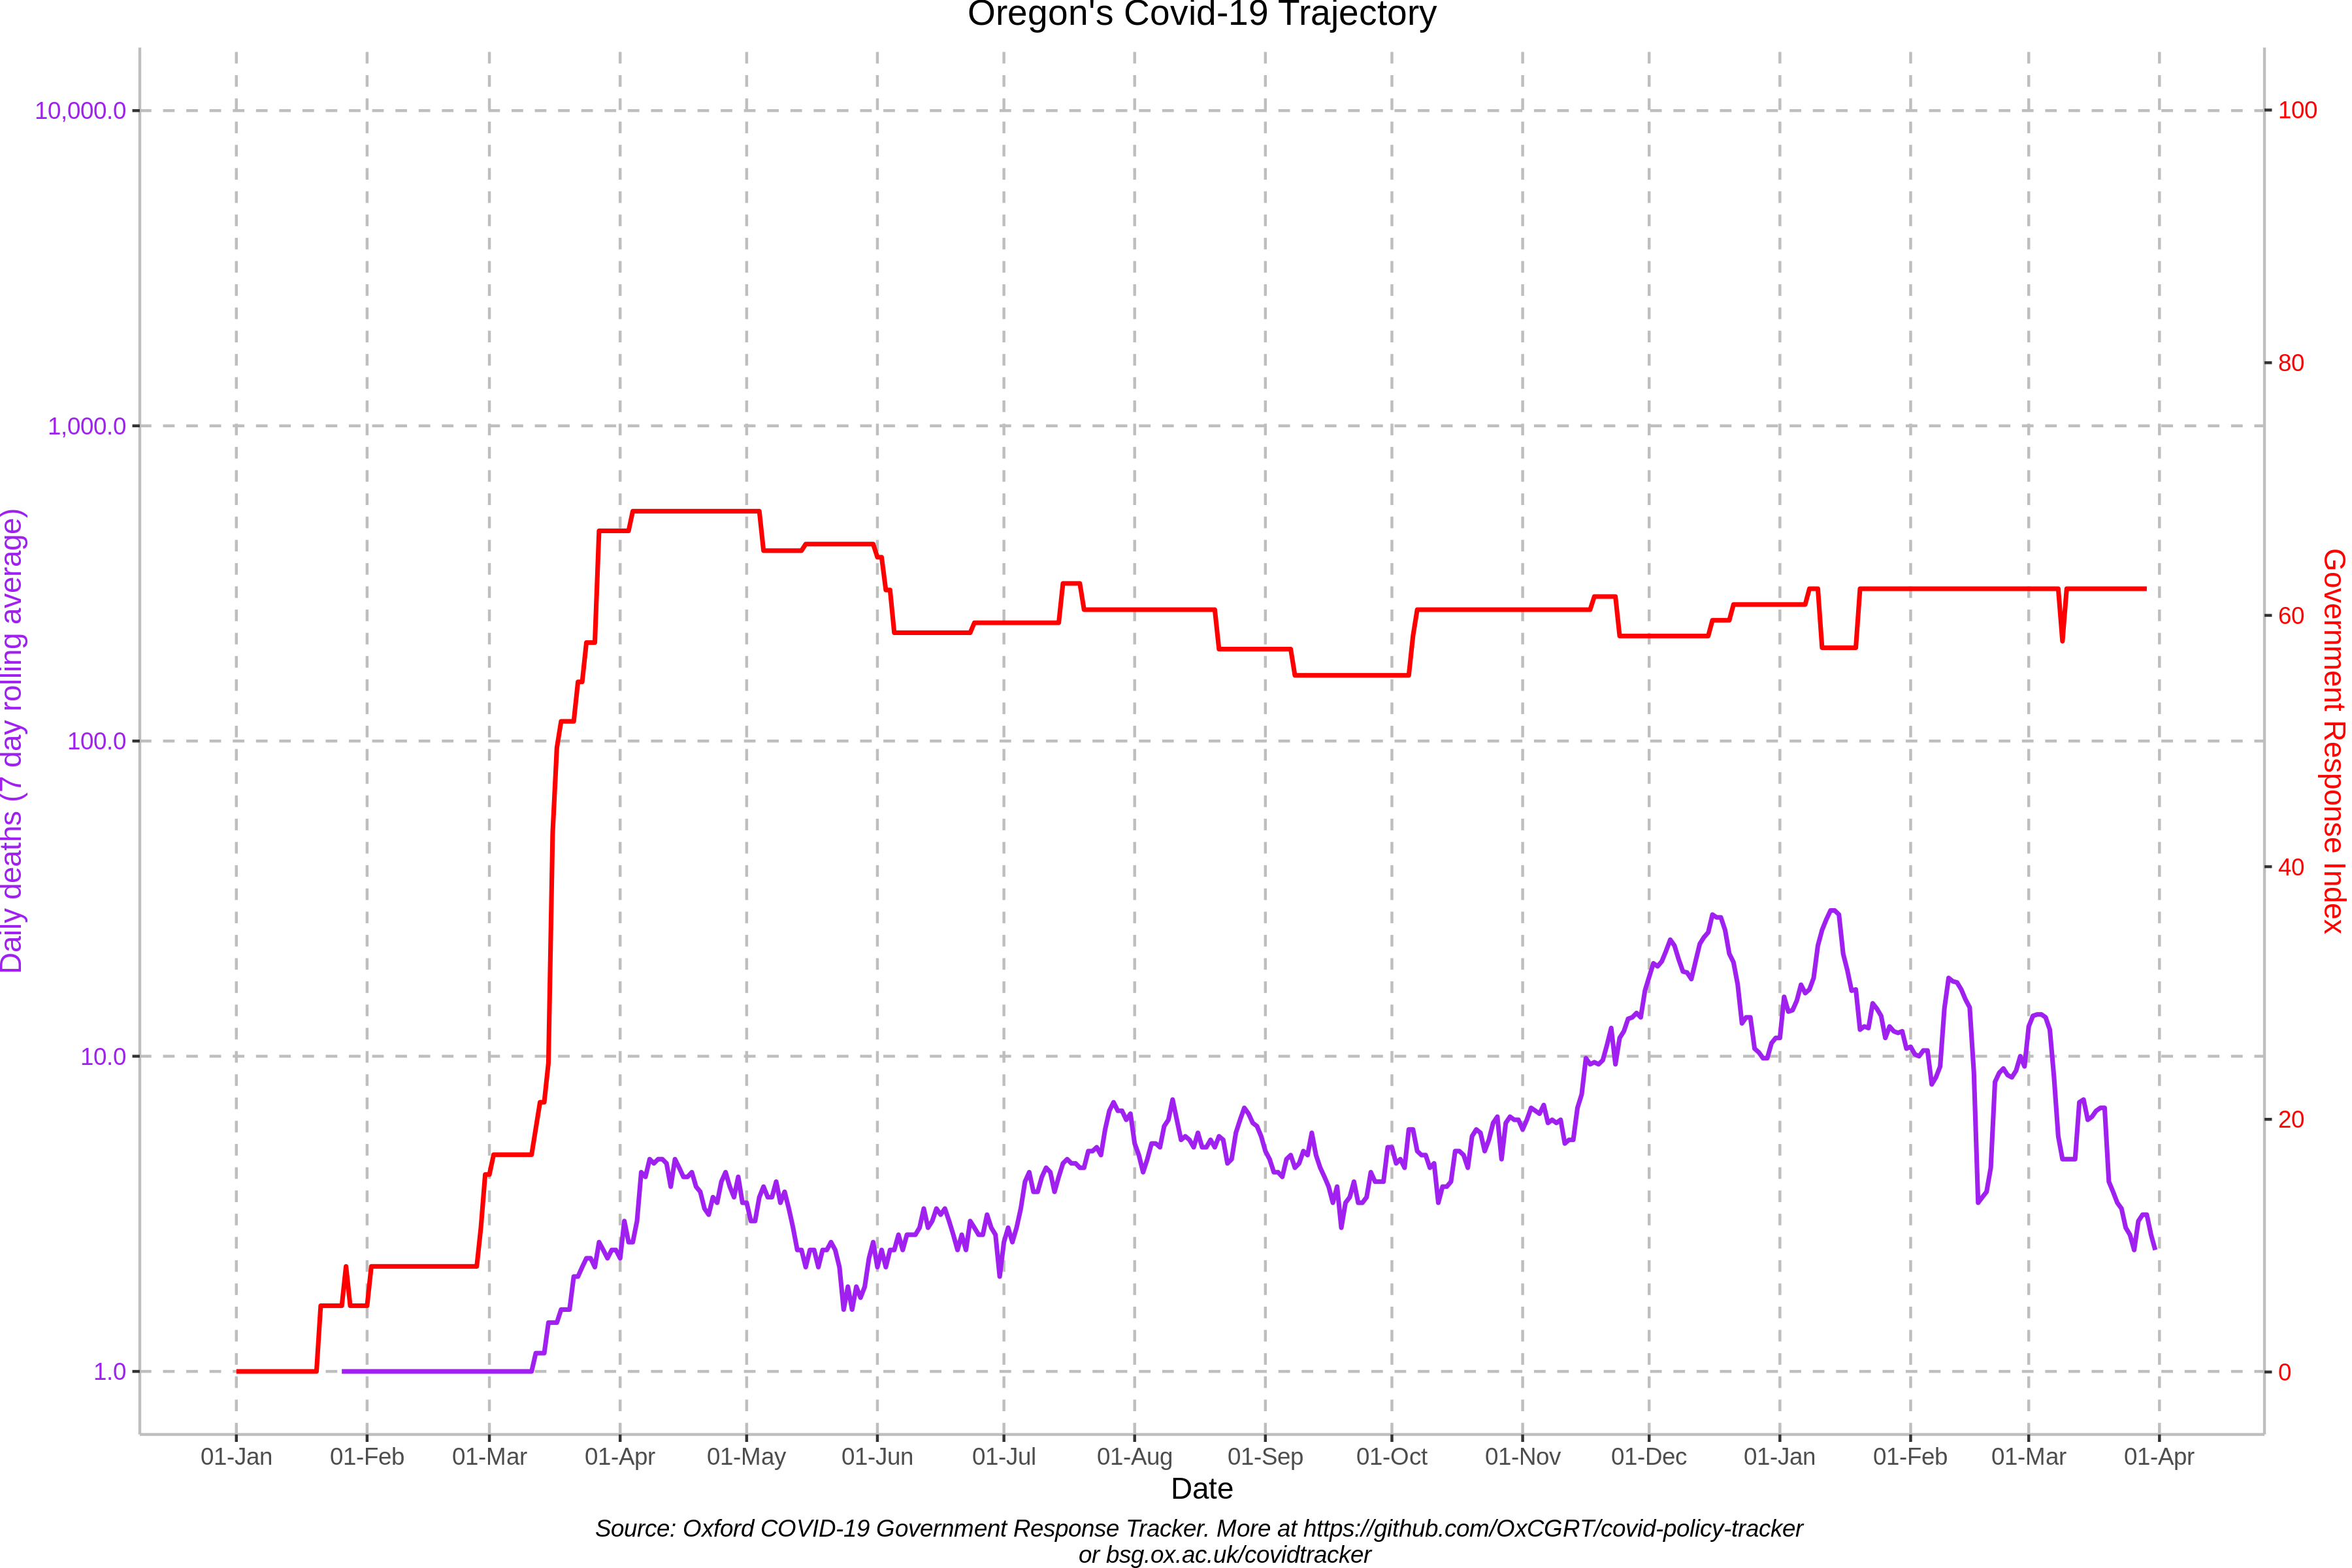 Oregon's Covid-19 Trajectory
10,000.0
1,000.0
100.0
10.0
1.0
Daily deaths (7 day rolling average)
100
80
60
40
20
0
Government Response Index
01-Jan
01-Feb
01-Mar
01-Apr
01-May
01-Jun
01-Jul
01-Aug
01-Sep
01-Oct
01-Nov
01-Dec
01-Jan
01-Feb
01-Mar
01-Apr
Date
Source: Oxford COVID-19 Government Response Tracker. More at https://github.com/OxCGRT/covid-policy-tracker
or bsg.ox.ac.uk/covidtracker